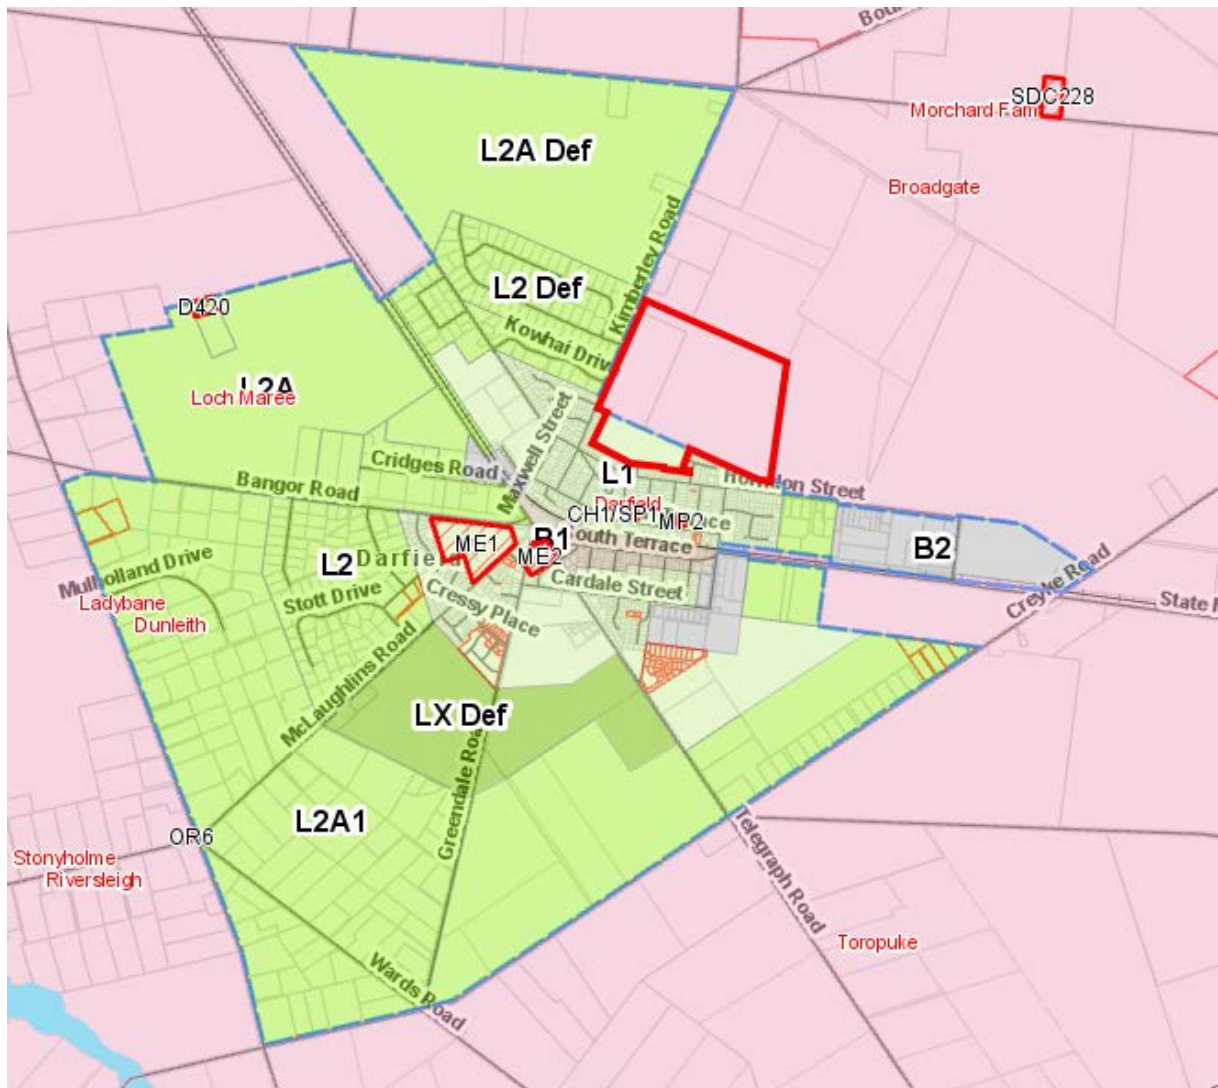 SDC228
Morchard Fam
L2A Def
Broadgate
Kimberley Road
L2 Def
D420
Kowhai Drive
L2A
Loch Maree
Maxwell Street
Cridges Road
L1
Bangor Road
Street
Darfield
CH1/SP1
MP2
B1
ME1
ME2
South Terrace
B2
L2
Darfield
Mulholland Drive
Stott Drive
Cardale Street
Cressy Place
Creyke Road
State
Ladybane
Dunleith
McLaughlins Road
LX Def
Greendale Road
L2A1
OR6
Telegraph Road
Stonyholme
Riversleigh
Toropuke
Wards Road